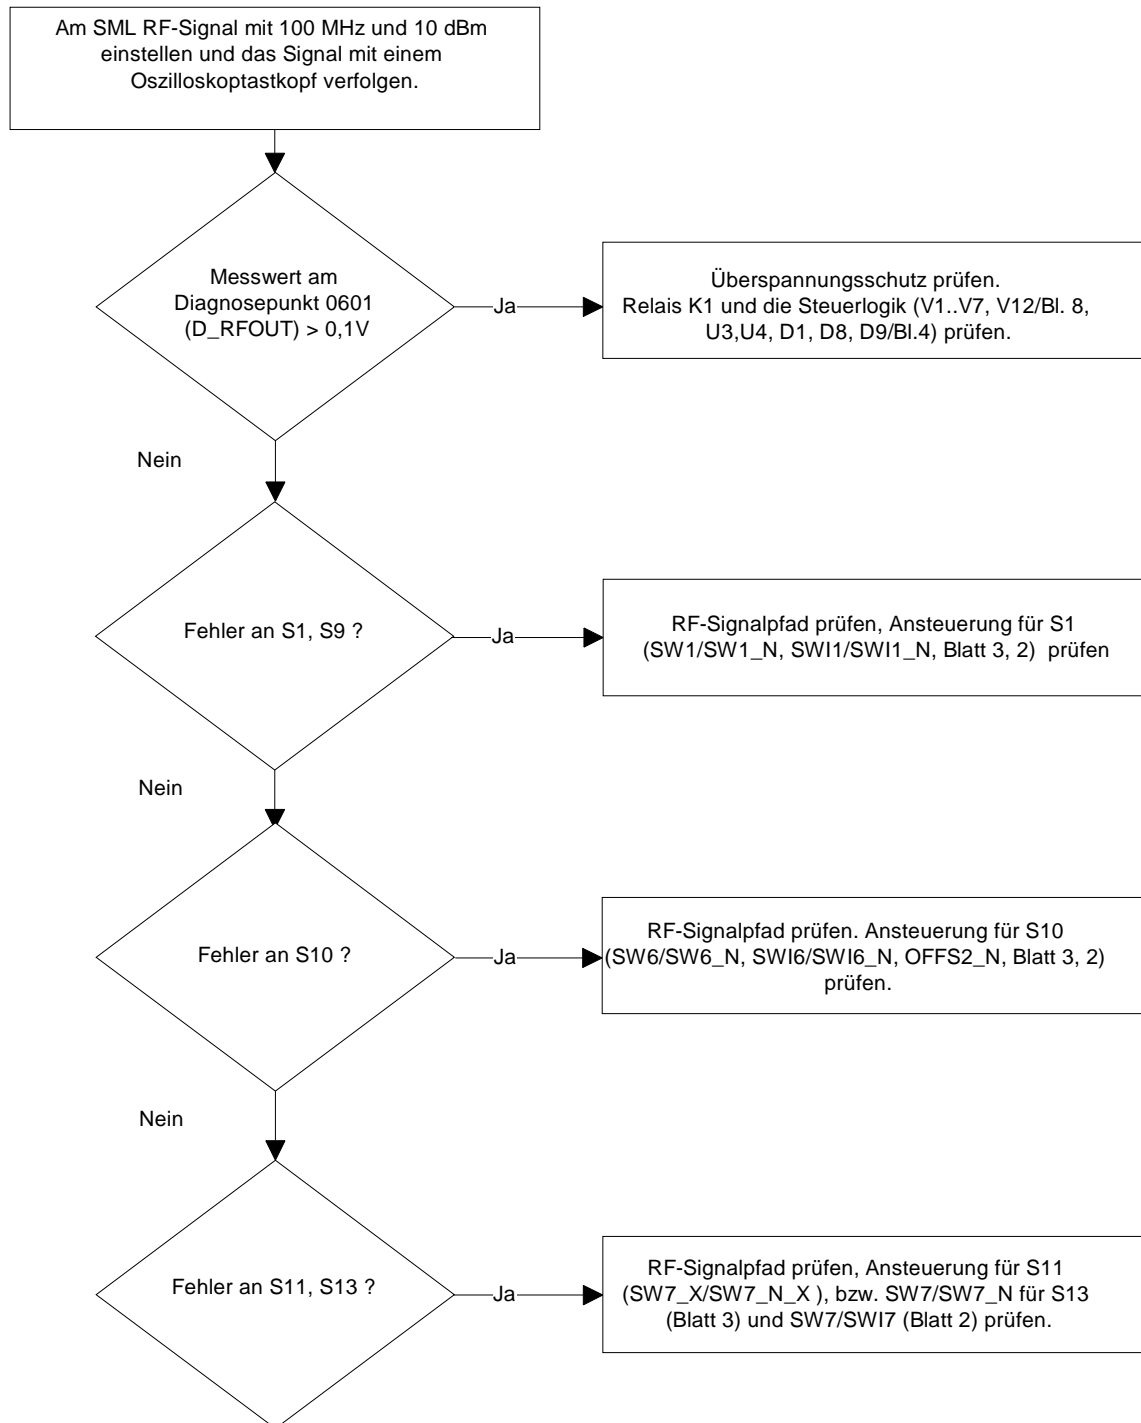 Am SML RF-Signal mit 100 MHz und 10 dBm
einstellen und das Signal mit einem
Oszilloskoptastkopf verfolgen.
Messwert am
Diagnosepunkt 0601
(D_RFOUT) > 0,1V
Ja
Überspannungsschutz prüfen.
Relais K1 und die Steuerlogik (V1..V7, V12/Bl. 8,
U3,U4, D1, D8, D9/Bl.4) prüfen.
Nein
Fehler an S1, S9 ?
Ja
RF-Signalpfad prüfen, Ansteuerung für S1
(SW1/SW1_N, SWI1/SWI1_N, Blatt 3, 2) prüfen
Nein
Fehler an S10 ?
Ja
RF-Signalpfad prüfen. Ansteuerung für S10
(SW6/SW6_N, SWI6/SWI6_N, OFFS2_N, Blatt 3, 2)
prüfen.
Nein
Fehler an S11, S13 ?
Ja
RF-Signalpfad prüfen, Ansteuerung für S11
(SW7_X/SW7_N_X ), bzw. SW7/SW7_N für S13
(Blatt 3) und SW7/SWI7 (Blatt 2) prüfen.